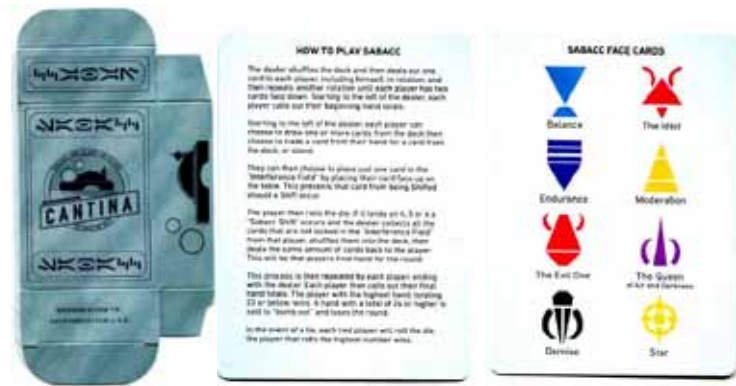 CANTINA
HOW TO PLAY SABACC
The dealer shuffles the deck and then deals out one
card to each player, including himself, in rotation, and
then repeats another rotation until each player has two
cards face down. Starting to the left of the dealer, each
player calls out their beginning hand totals.
Starting to the left of the dealer, each player can
choose to draw one or more cards from the deck then
choose to trade a card from their hand for a card from
the deck, or stand.
They can then choose to place just one card in the
"Interference Field" by placing their card face up on
the table. This prevents that card from being Shifted
should a Shift occur.
The player then rolls the die. If it lands on 4, 5 or 6 a
"Sabacc Shift" occurs and the dealer collects all the
cards that are not locked in the "Interference Field"
from that player, shuffles them into the deck, then
deals the same amount of cards back to the player.
This will be that player's final hand for the round.
This process is then repeated by each player ending
with the dealer. Each player then calls out their final
hand totals. The player with the highest hand, totaling
23 or below, wins. A hand with a total of 24 or higher is
said to "bomb out" and loses the round.
In the event of a tie, each tied player will roll the die,
the player that rolls the highest number wins.
SABACC FACE CARDS
Balance
The Idiot
Endurance
Moderation
The Evil One
The Queen
of Air and Darkness
Demise
Star